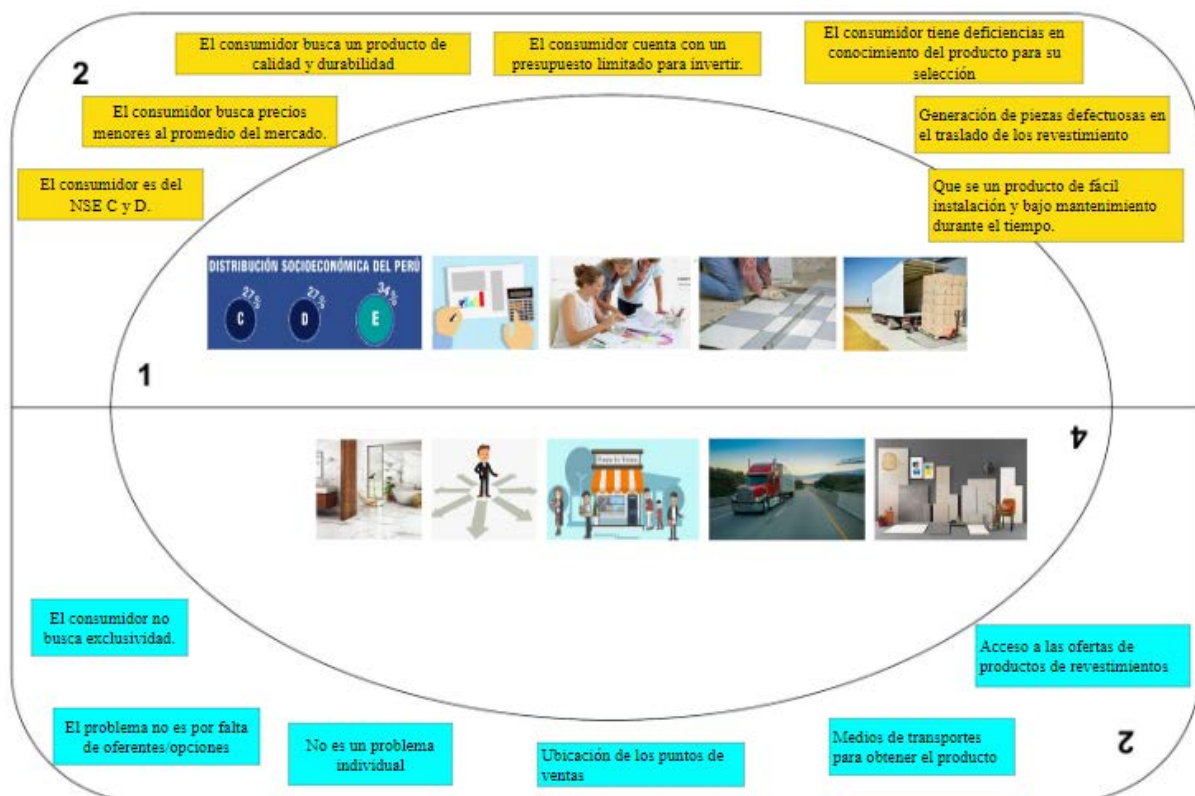 2
El consumidor busca un producto de
calidad y durabilidad
El consumidor cuenta con un
presupuesto limitado para invertir.
El consumidor tiene deficiencias en
conocimiento del producto para su
selección
El consumidor busca precios
menores al promedio del mercado.
Generación de piezas defectuosas en
el traslado de los revestimiento
El consumidor es del
NSE C y D.
Que se un producto de fácil
instalación y bajo mantenimiento
durante el tiempo.
DISTRIBUCIÓN SOCIOECONÓMICA DEL PERÚ
27% 27% 34%
C D E
1
4
El consumidor no
busca exclusividad.
Acceso a las ofertas de
productos de revestimientos
El problema no es por falta
de oferentes/opciones
No es un problema
individual
Ubicación de los puntos de
ventas
Medios de transportes
para obtener el producto
2